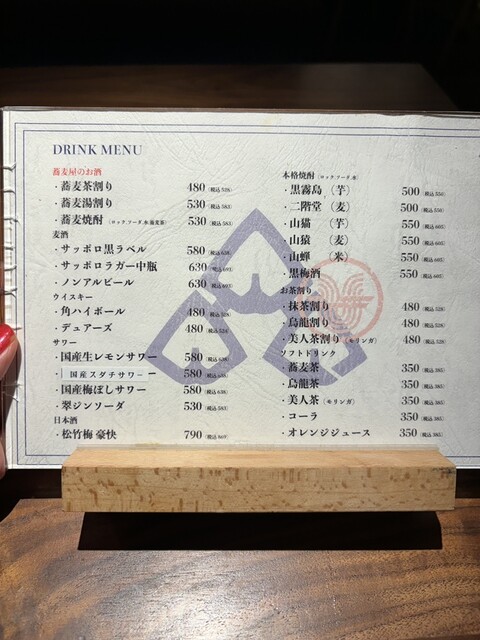 DRINK MENU
蕎麦屋のお酒
・蕎麦茶割り 480 (税込528)
・蕎麦湯割り 530 (税込583)
・蕎麦焼酎 (ロック.ソーダ.水.蕎麦茶) 530 (税込583)
麦酒
・サッポロ黒ラベル 580 (税込638)
・サッポロラガー中瓶 630 (税込693)
・ノンアルビール 630 (税込693)
ウイスキー
・角ハイボール 480 (税込528)
・デュアーズ 480 (税込528)
サワー
・国産生レモンサワー 580 (税込638)
・国産スダチサワー 580 (税込638)
・国産梅ぼしサワー 580 (税込638)
・翠ジンソーダ 530 (税込583)
日本酒
・松竹梅 豪快 790 (税込869)
本格焼酎 (ロック.ソーダ.水)
・黒霧島 (芋) 500 (税込550)
・二階堂 (麦) 500 (税込550)
・山猫 (芋) 550 (税込605)
・山猿 (麦) 550 (税込605)
・山蝉 (米) 550 (税込605)
・黒梅酒 550 (税込605)
お茶割り
・抹茶割り 480 (税込528)
・烏龍割り 480 (税込528)
・美人茶割り (モリンガ) 480 (税込528)
ソフトドリンク
・蕎麦茶 350 (税込385)
・烏龍茶 350 (税込385)
・美人茶 (モリンガ) 350 (税込385)
・コーラ 350 (税込385)
・オレンジジュース 350 (税込385)